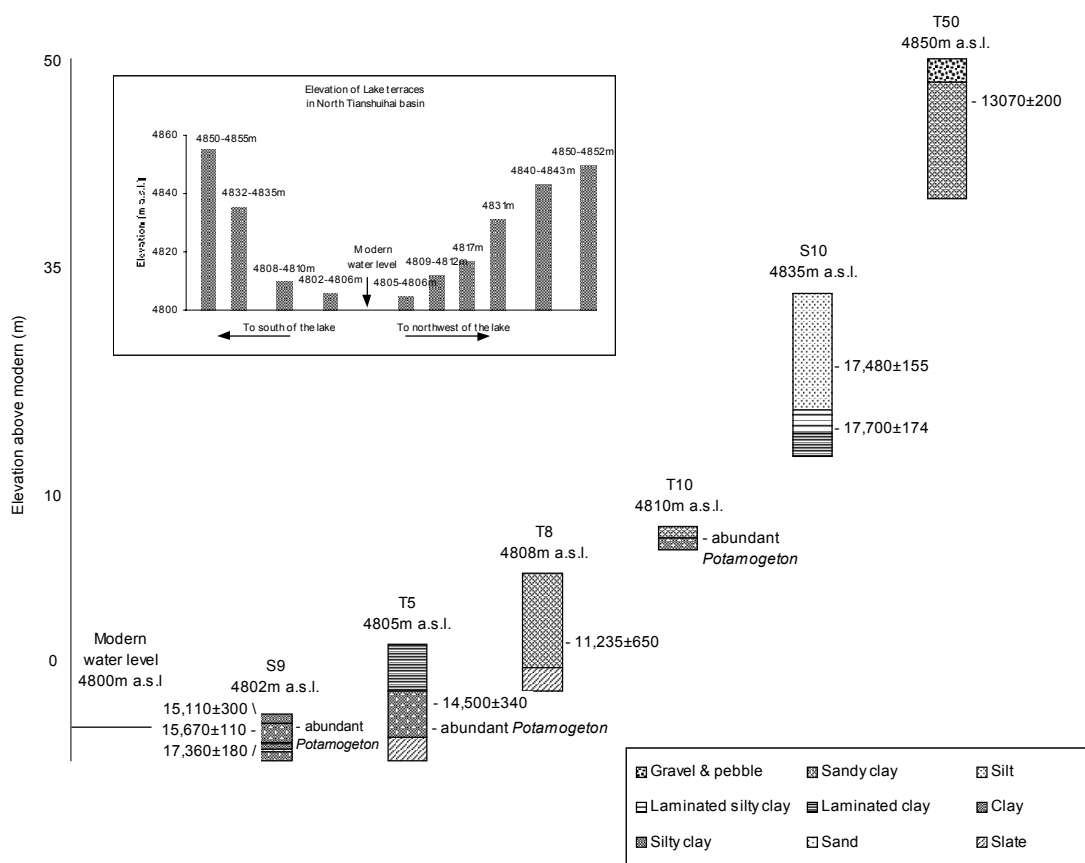 T50
4850m a.s.l.
50
- 13070±200
Elevation of Lake terraces
in North Tianshuihai basin
Elevation (m a.s.l.)
4860
4840
4820
4800
4850-4855m
4832-4835m
4808-4810m
4802-4806m
Modern
water level
4805-4806m
4809-4812m
4817m
4831m
4840-4843m
4850-4852m
To south of the lake
To northwest of the lake
35
S10
4835m a.s.l.
- 17,480±155
- 17,700±174
Elevation above modern (m)
10
T10
4810m a.s.l.
- abundant
Potamogeton
T8
4808m a.s.l.
- 11,235±650
T5
4805m a.s.l.
- 14,500±340
- abundant Potamogeton
0
Modern
water level
4800m a.s.l
S9
4802m a.s.l.
15,110±300 \
15,670±110 -
17,360±180 /
- abundant
Potamogeton
Gravel & pebble
Sandy clay
Silt
Laminated silty clay
Laminated clay
Clay
Silty clay
Sand
Slate